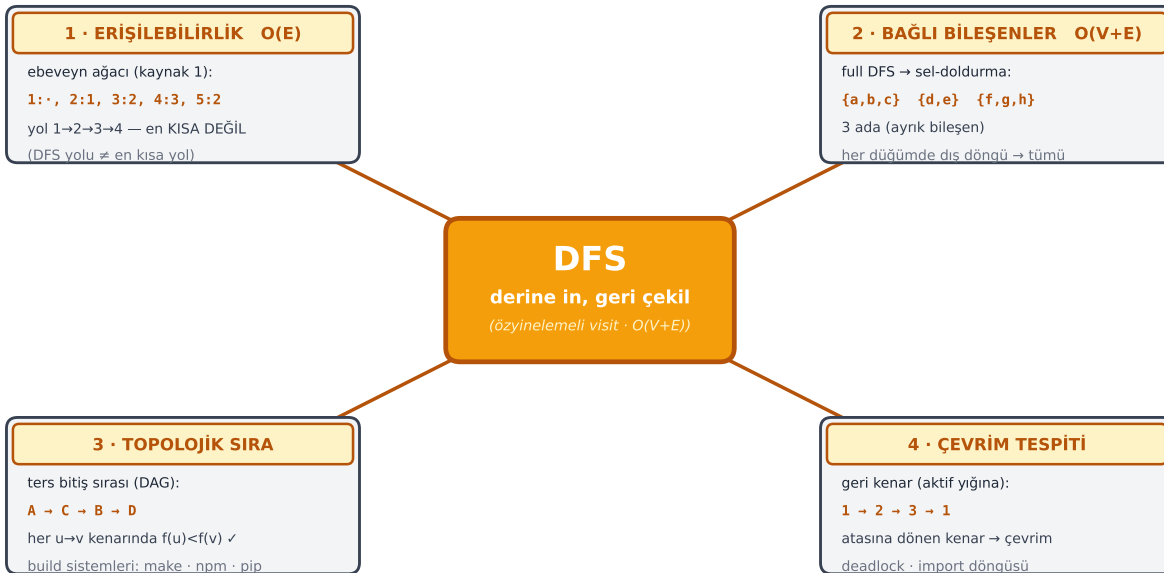 1 · ERİŞİLEBİLİRLİK O(E)
ebeveyn ağacı (kaynak 1):
1:·, 2:1, 3:2, 4:3, 5:2
yol 1→2→3→4 — en KISA DEĞİL
(DFS yolu ≠ en kısa yol)
2 · BAĞLI BİLEŞENLER O(V+E)
full DFS → sel-doldurma:
{a,b,c} {d,e} {f,g,h}
3 ada (ayrık bileşen)
her düğümde dış döngü → tümü
DFS
derine in, geri çekil
(özyinelemeli visit · O(V+E))
3 · TOPOLOJİK SIRA
ters bitiş sırası (DAG):
A → C → B → D
her u→v kenarında f(u)<f(v) ✓
build sistemleri: make · npm · pip
4 · ÇEVRİM TESPİTİ
geri kenar (aktif yığına):
1 → 2 → 3 → 1
atasına dönen kenar → çevrim
deadlock · import döngüsü